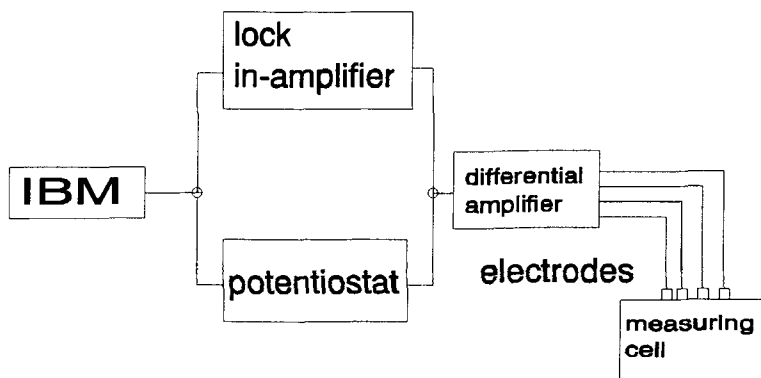 lock
in-amplifier
IBM
differential
amplifier
potentiostat
electrodes
measuring
cell